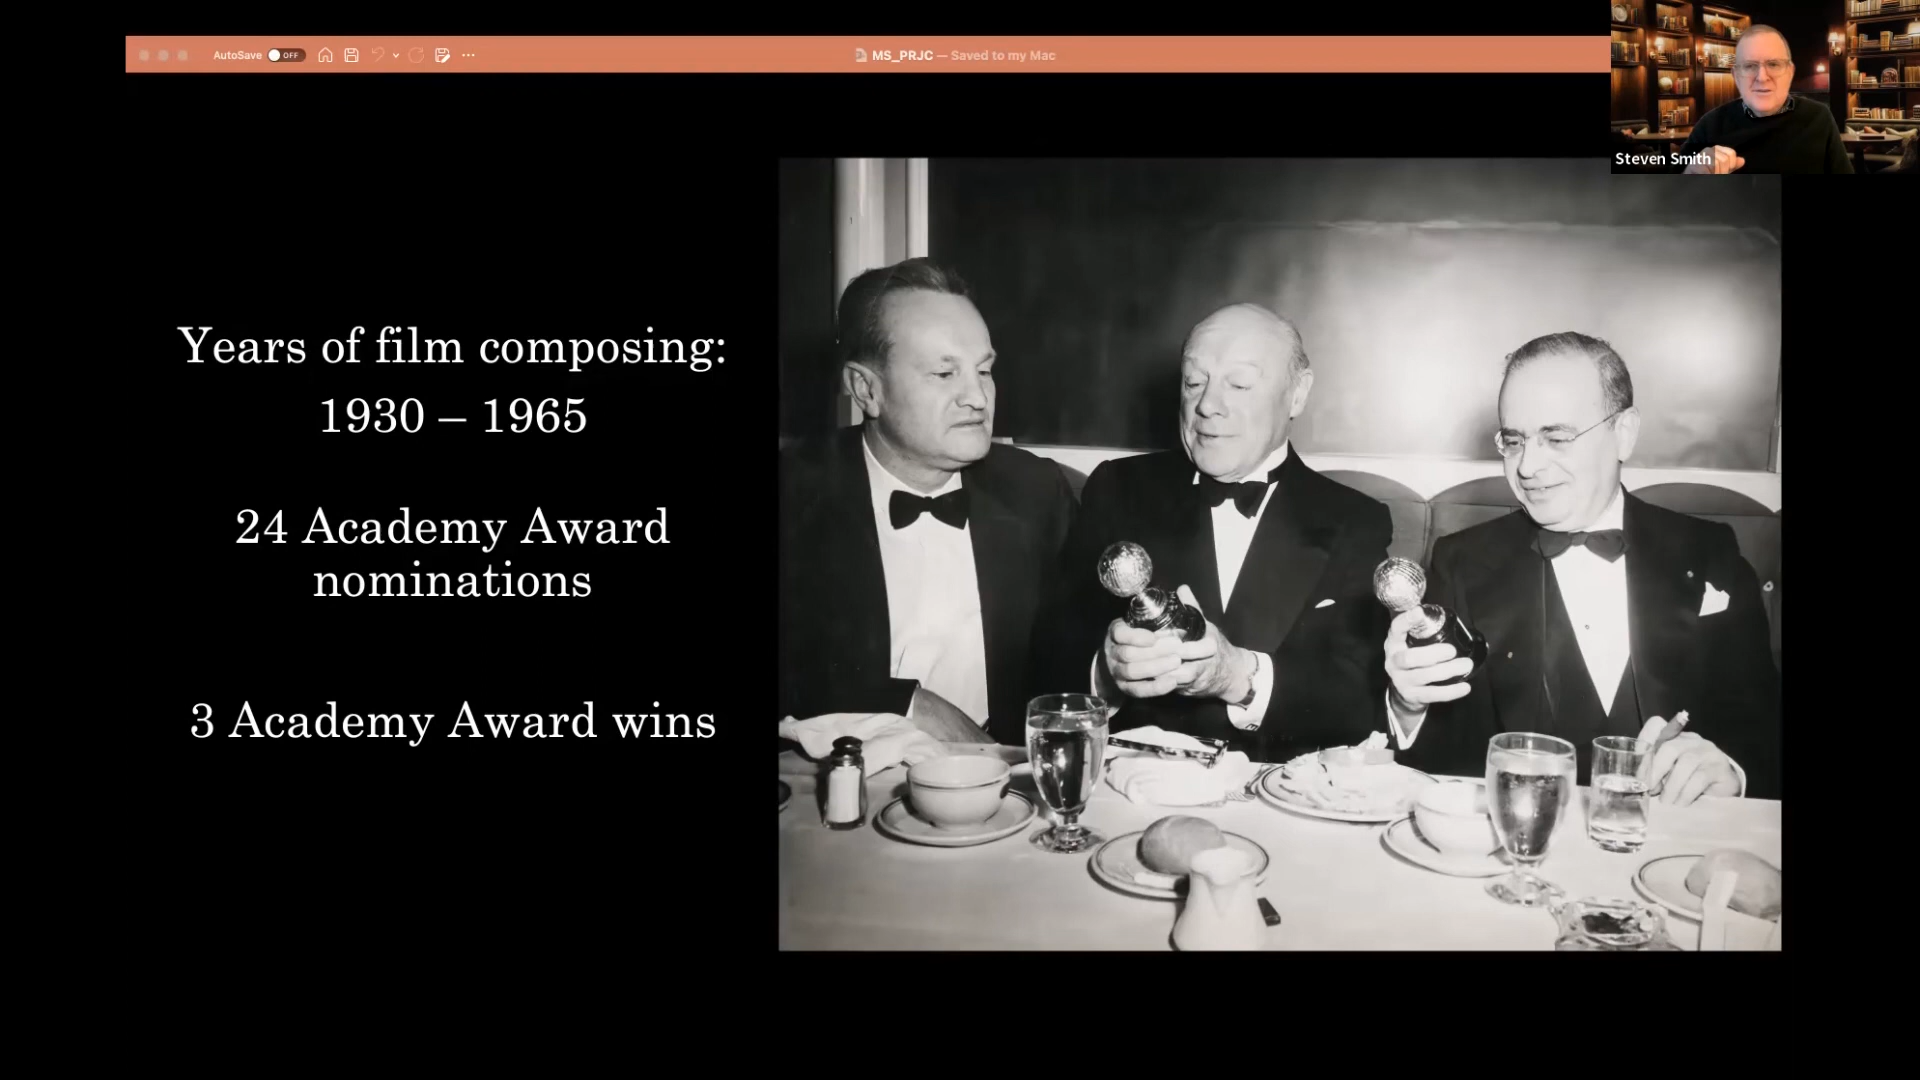 AutoSave OFF
MS_PRJC — Saved to my Mac
Steven Smith
Years of film composing:
1930 – 1965
24 Academy Award
nominations
3 Academy Award wins